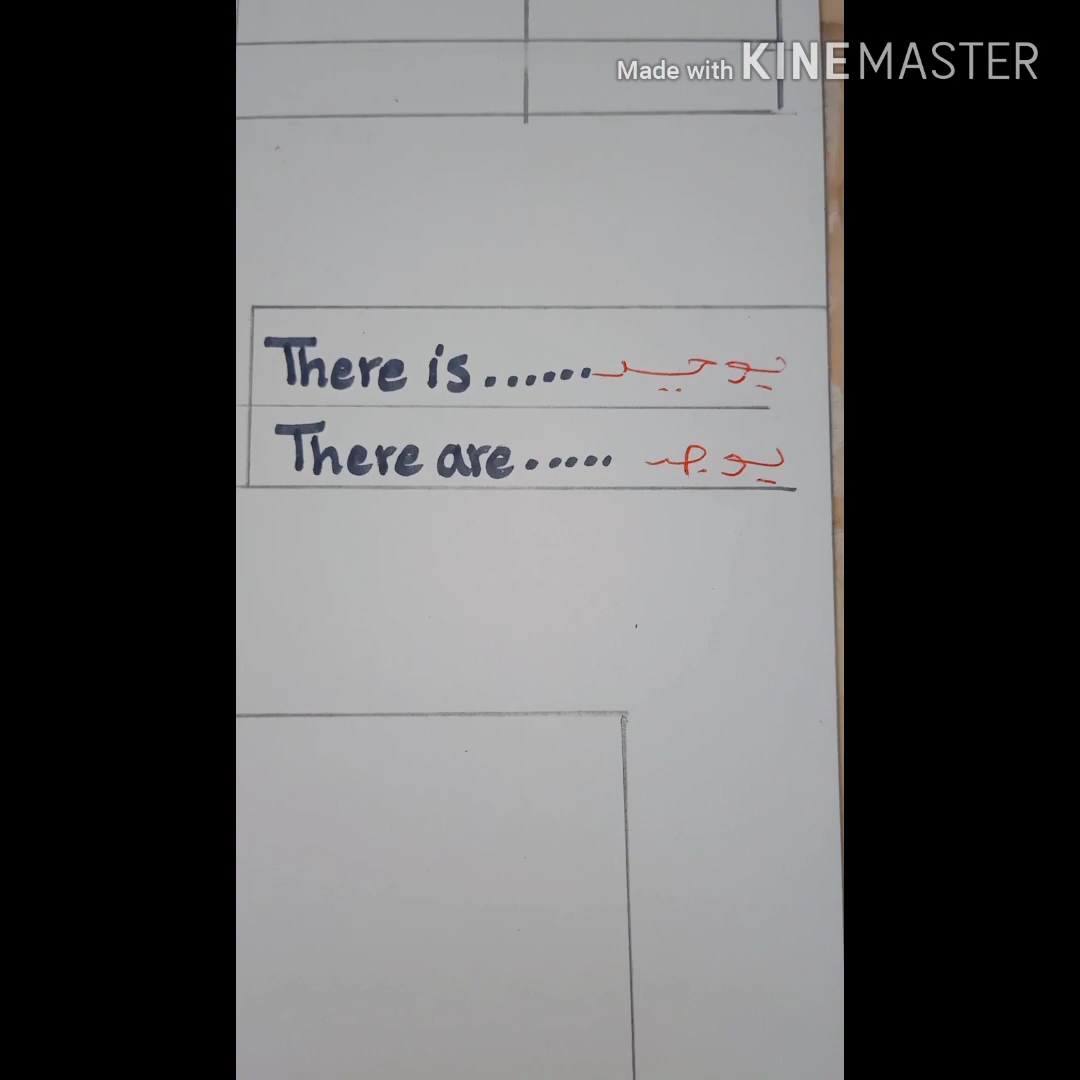 Made with KINEMASTER
There is ...... يوجد
There are ..... يوجد